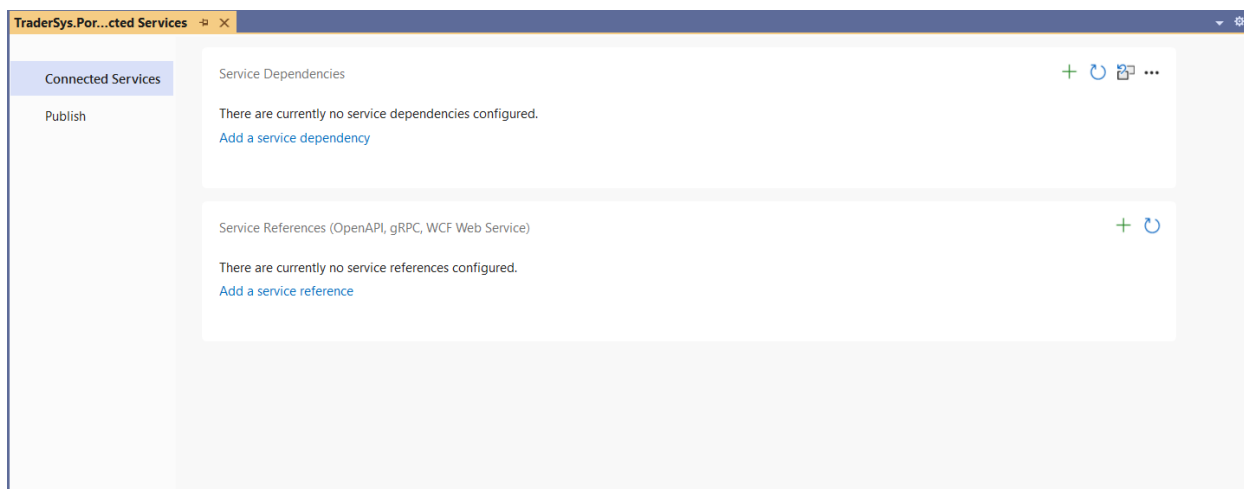 TraderSys.Por...cted Services
Connected Services
Publish
Service Dependencies
There are currently no service dependencies configured.
Add a service dependency
Service References (OpenAPI, gRPC, WCF Web Service)
There are currently no service references configured.
Add a service reference